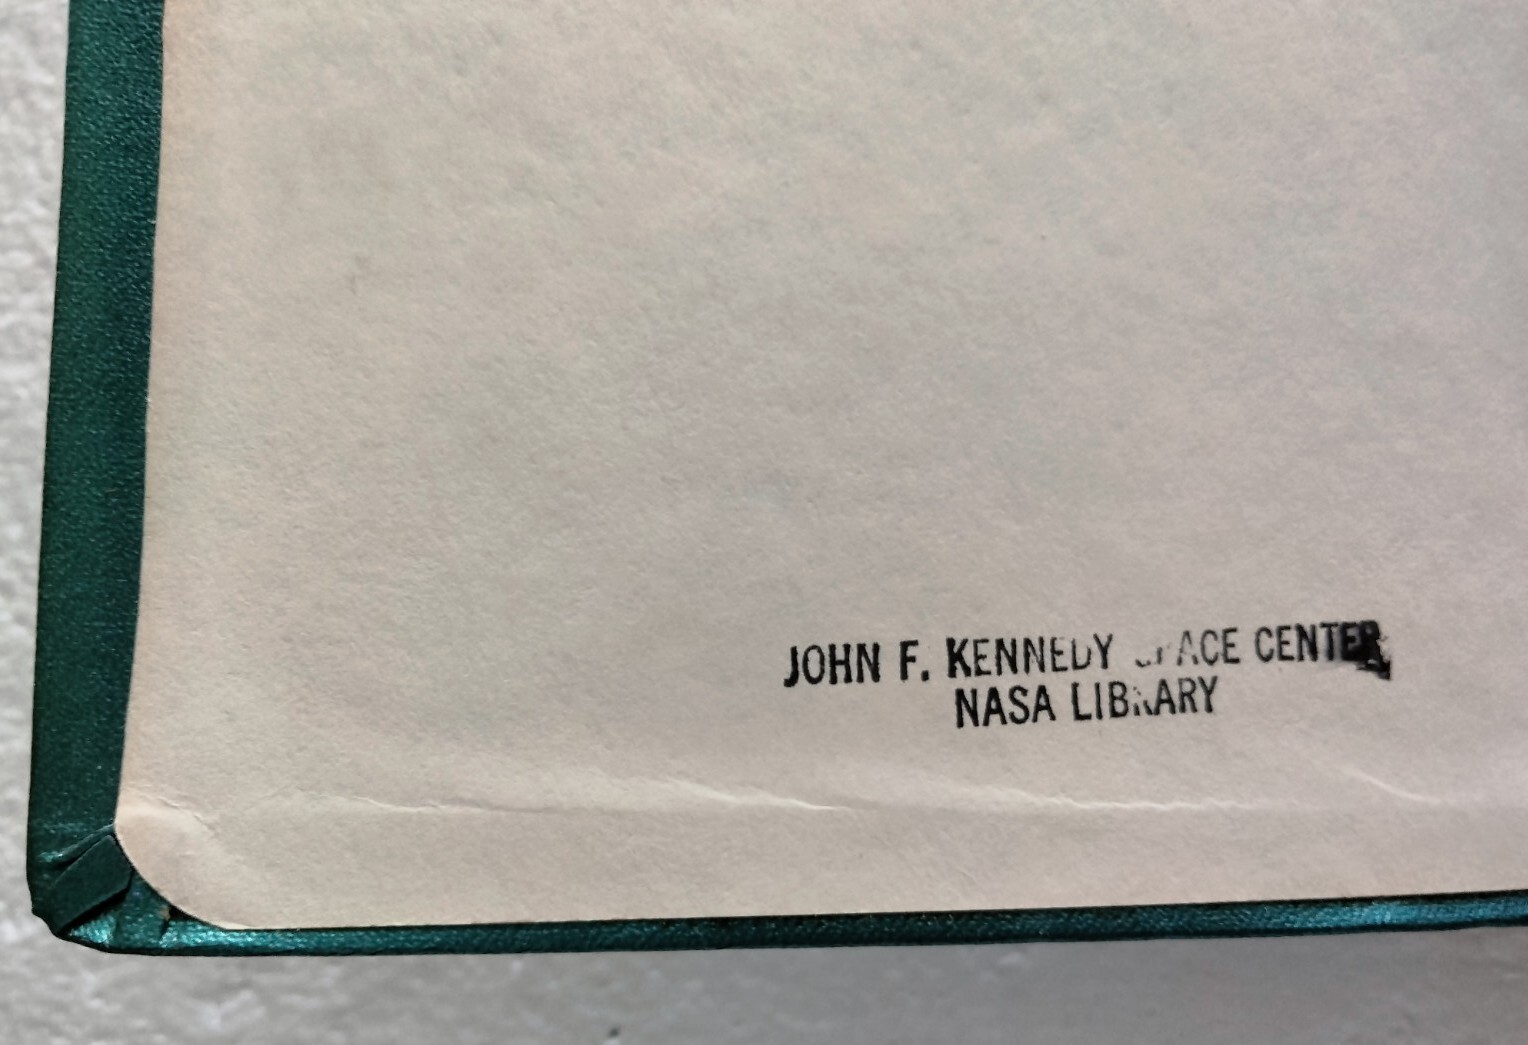 JOHN F. KENNEDY SPACE CENTER
NASA LIBRARY